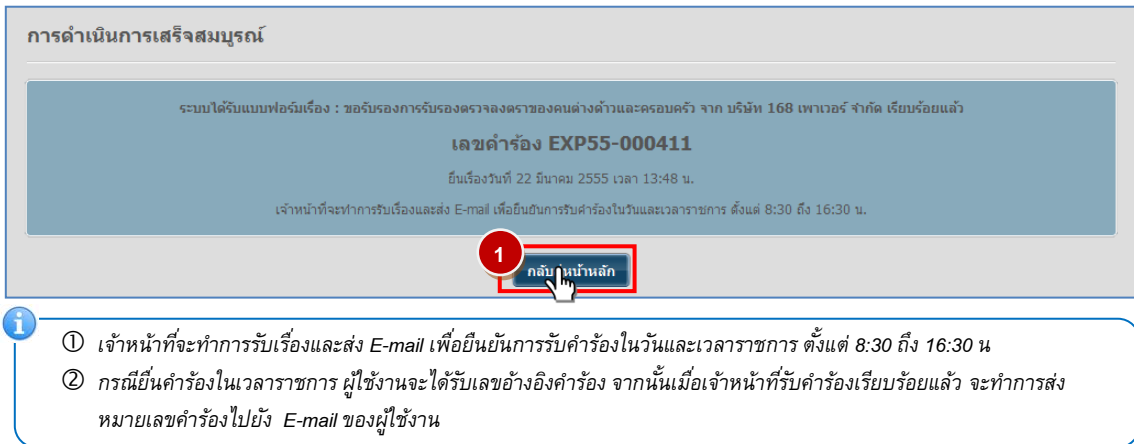 การดำเนินการเสร็จสมบูรณ์
ระบบได้รับแบบฟอร์มเรื่อง : ขอรับรองการรับรองตรวจลงตราของคนต่างด้าวและครอบครัว จาก บริษัท 168 เพาเวอร์ จำกัด เรียบร้อยแล้ว
เลขคำร้อง EXP55-000411
ยื่นเรื่องวันที่ 22 มีนาคม 2555 เวลา 13:48 น.
เจ้าหน้าที่จะทำการรับเรื่องและส่ง E-mail เพื่อยืนยันการรับคำร้องในวันและเวลาราชการ ตั้งแต่ 8:30 ถึง 16:30 น.
1
กลับ หน้าหลัก
i
① เจ้าหน้าที่จะทำการรับเรื่องและส่ง E-mail เพื่อยืนยันการรับคำร้องในวันและเวลาราชการ ตั้งแต่ 8:30 ถึง 16:30 น
② กรณียื่นคำร้องในเวลาราชการ ผู้ใช้งานจะได้รับเลขอ้างอิงคำร้อง จากนั้นเมื่อเจ้าหน้าที่รับคำร้องเรียบร้อยแล้ว จะทำการส่ง
หมายเลขคำร้องไปยัง E-mail ของผู้ใช้งาน